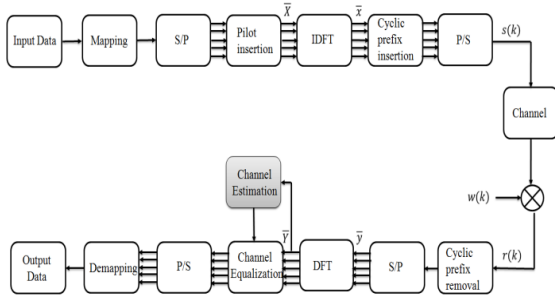 X̅
x̅
Input Data
Mapping
S/P
Pilot
insertion
IDFT
Cyclic
prefix
insertion
P/S
s(k)
Channel
w(k)
r(k)
Channel
Estimation
Y̅
y̅
Output
Data
Demapping
P/S
Channel
Equalization
DFT
S/P
Cyclic
prefix
removal